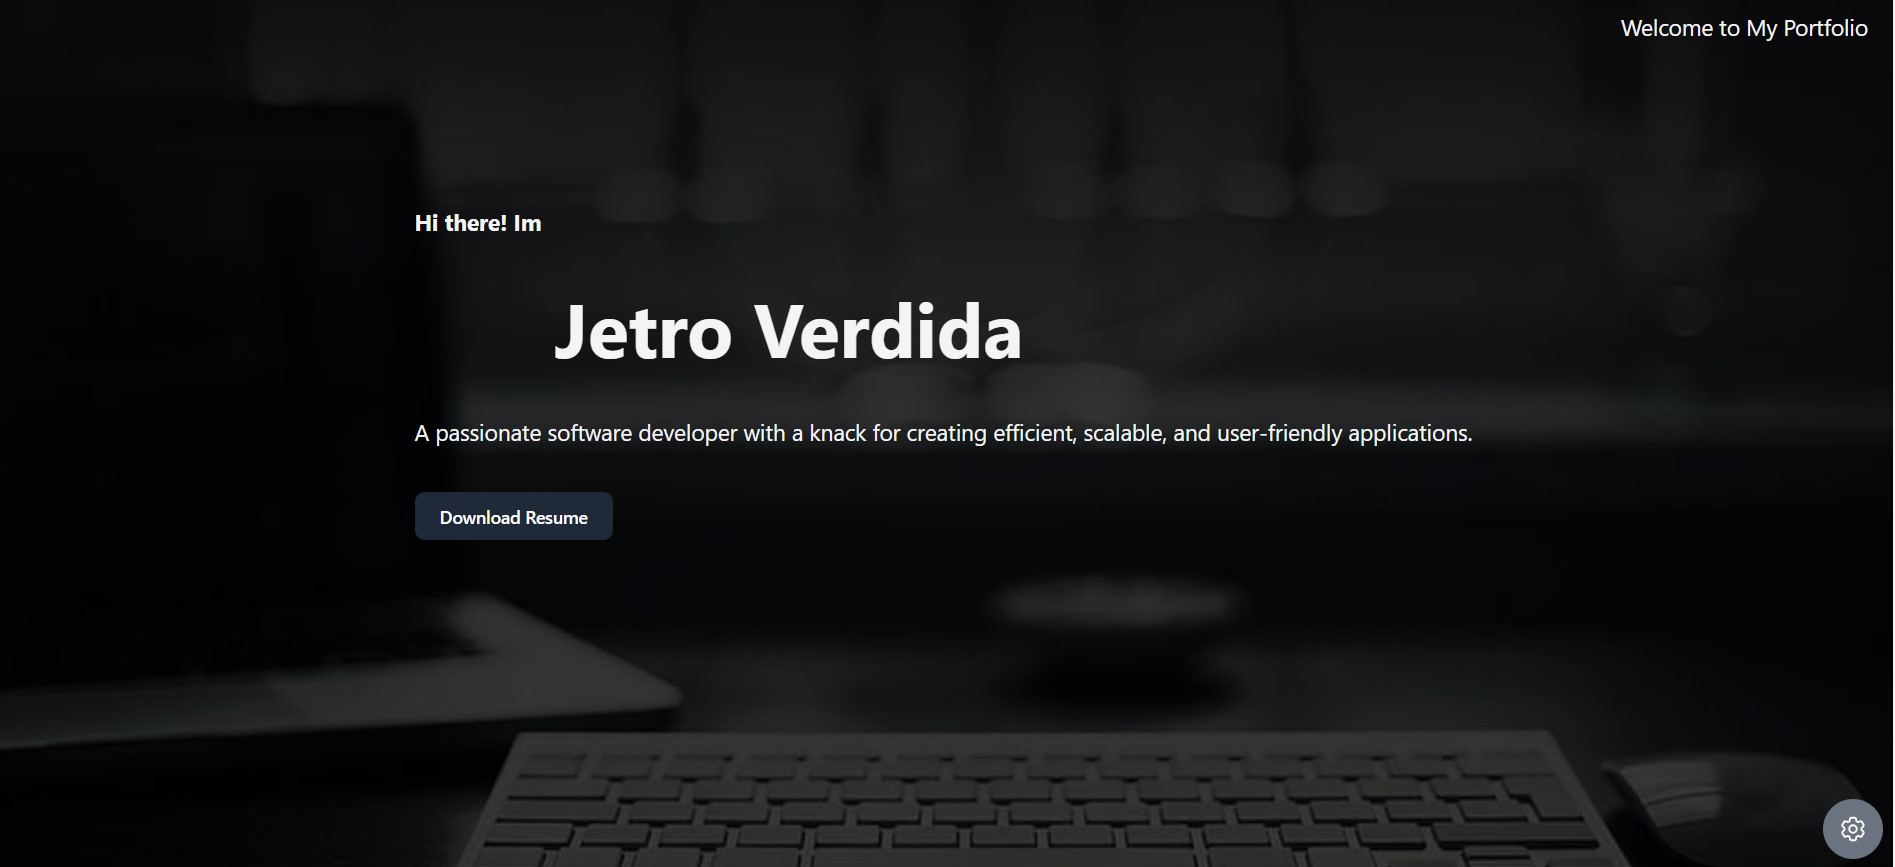 Welcome to My Portfolio
Hi there! Im
Jetro Verdida
A passionate software developer with a knack for creating efficient, scalable, and user-friendly applications.
Download Resume